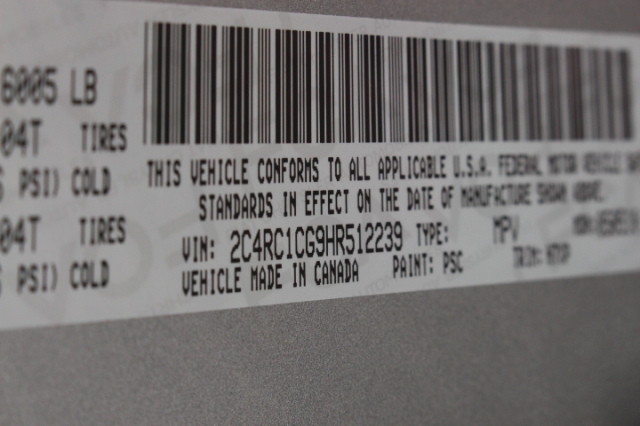 6005 LB
04T TIRES
PSI) COLD
04T TIRES
PSI) COLD
THIS VEHICLE CONFORMS TO ALL APPLICABLE U.S.A. FEDERAL MOTOR VEHICLE
STANDARDS IN EFFECT ON THE DATE OF MANUFACTURE SHOWN ABOVE.
VIN: 2C4RC1CG9HR512239 TYPE: MPV
VEHICLE MADE IN CANADA PAINT: PSC TRIM: